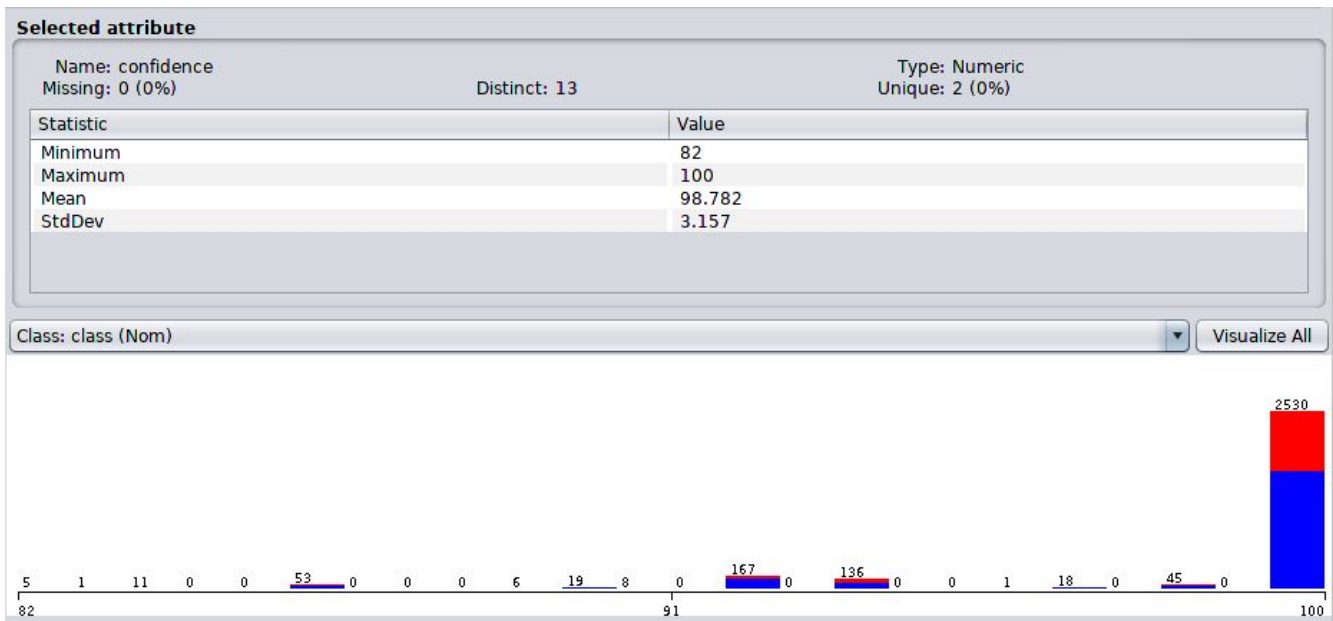 Selected attribute
Name: confidence Type: Numeric
Missing: 0 (0%) Distinct: 13 Unique: 2 (0%)
Statistic Value
Minimum 82
Maximum 100
Mean 98.782
StdDev 3.157
Class: class (Nom) Visualize All
2530
5 1 11 0 0 53 0 0 0 6 19 8 0 167 0 136 0 0 1 18 0 45 0
82 91 100